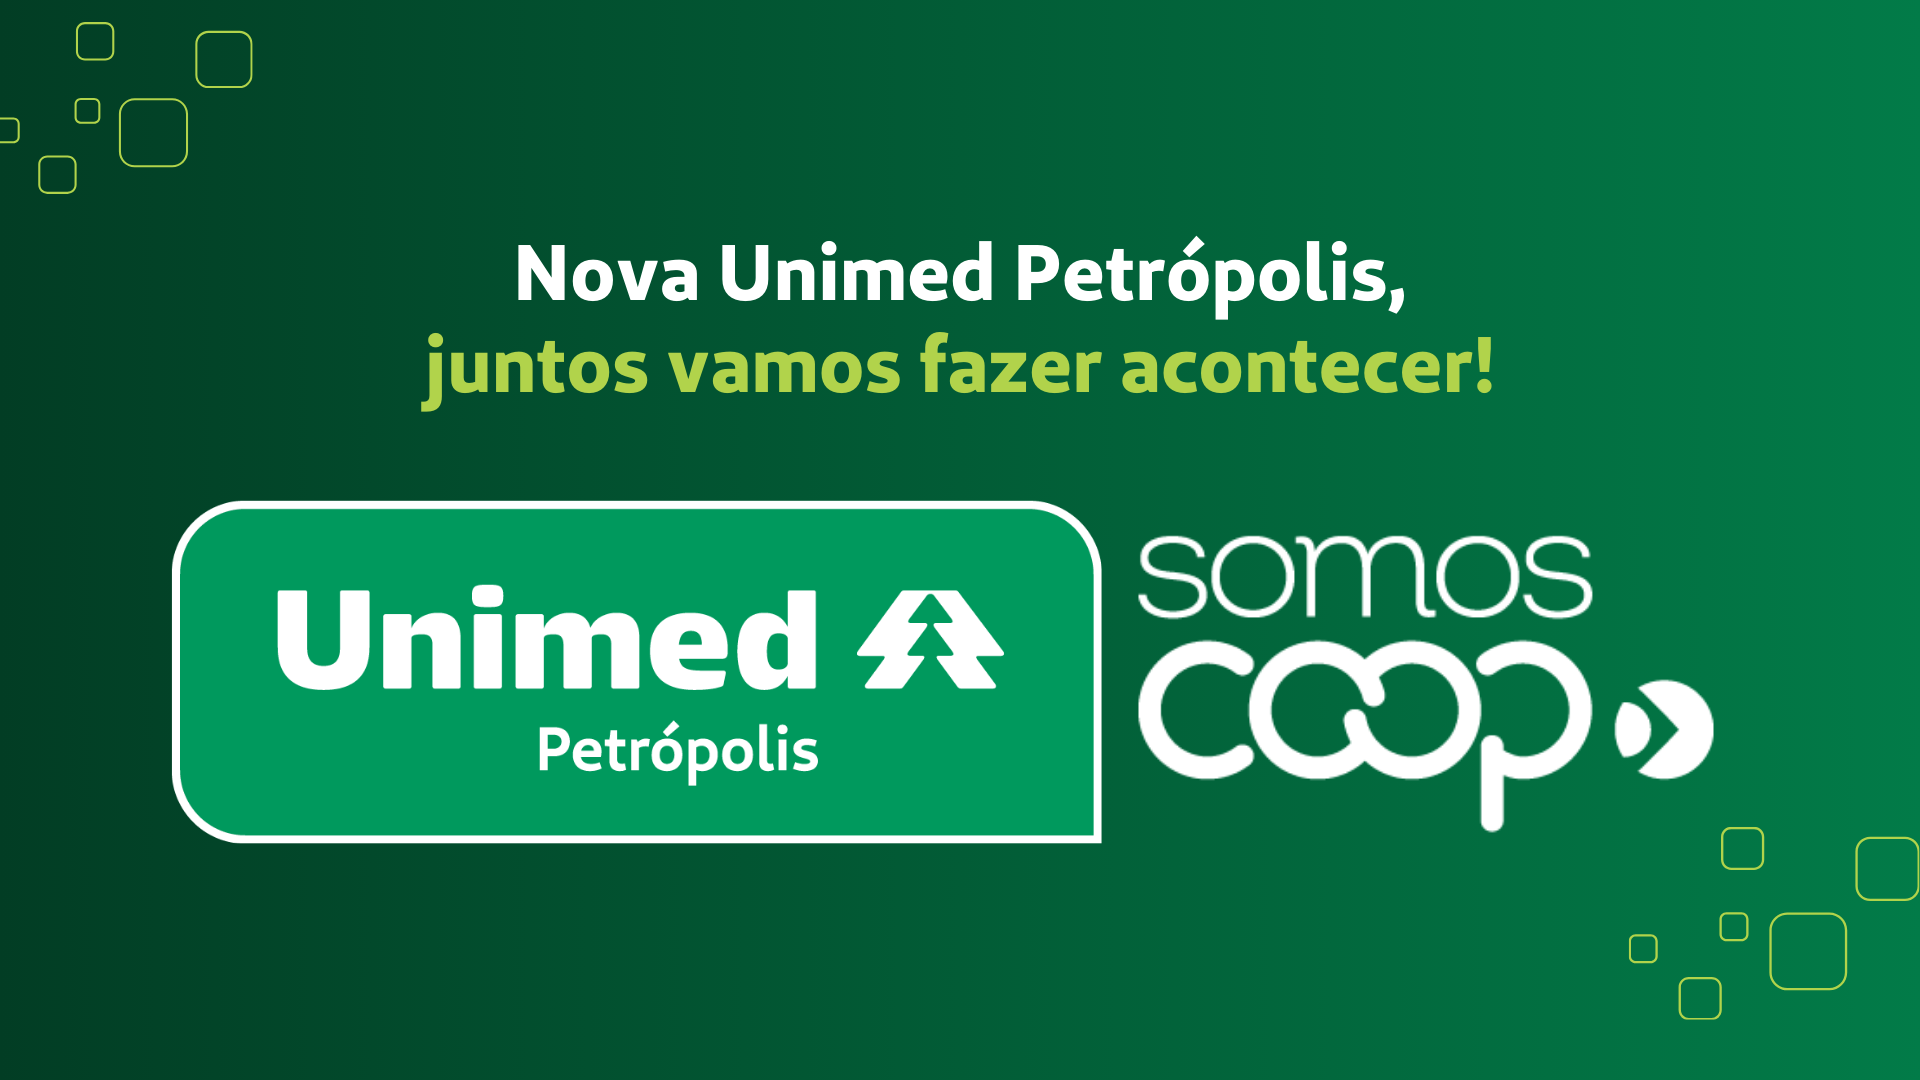 Nova Unimed Petrópolis,
juntos vamos fazer acontecer!
Unimed
Petrópolis
somos
coop